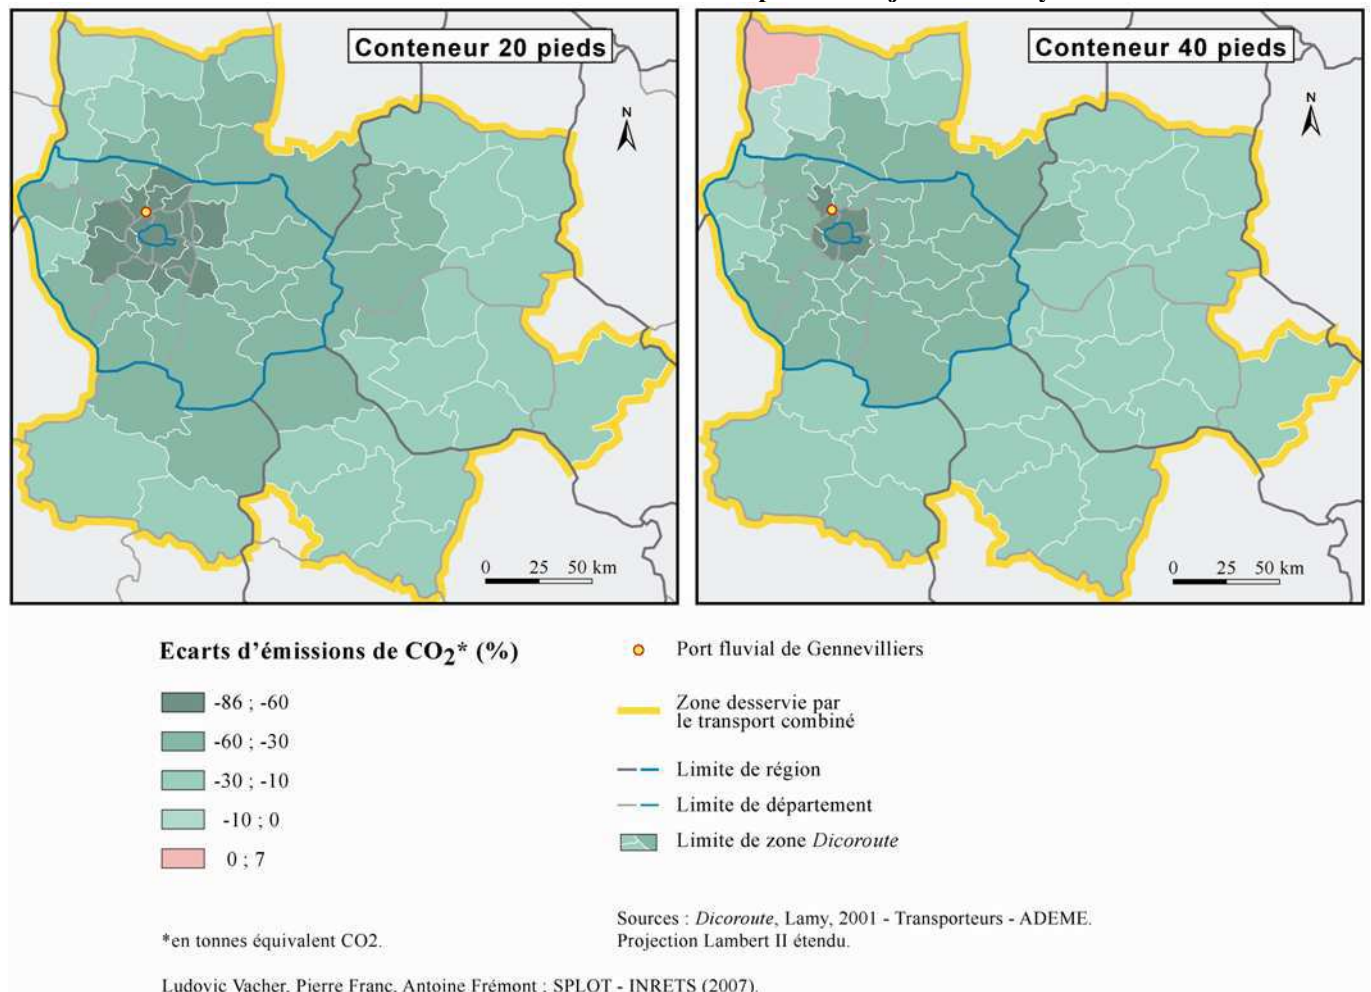 Conteneur 20 pieds
N
0 25 50 km
Conteneur 40 pieds
N
0 25 50 km
Ecarts d'émissions de CO2* (%)
-86 ; -60
-60 ; -30
-30 ; -10
-10 ; 0
0 ; 7
Port fluvial de Gennevilliers
Zone desservie par
le transport combiné
Limite de région
Limite de département
Limite de zone Dicoroute
*en tonnes équivalent CO2.
Sources : Dicoroute, Lamy, 2001 - Transporteurs - ADEME.
Projection Lambert II étendu.
Ludovic Vacher, Pierre Franc, Antoine Frémont ; SPLOT - INRETS (2007).